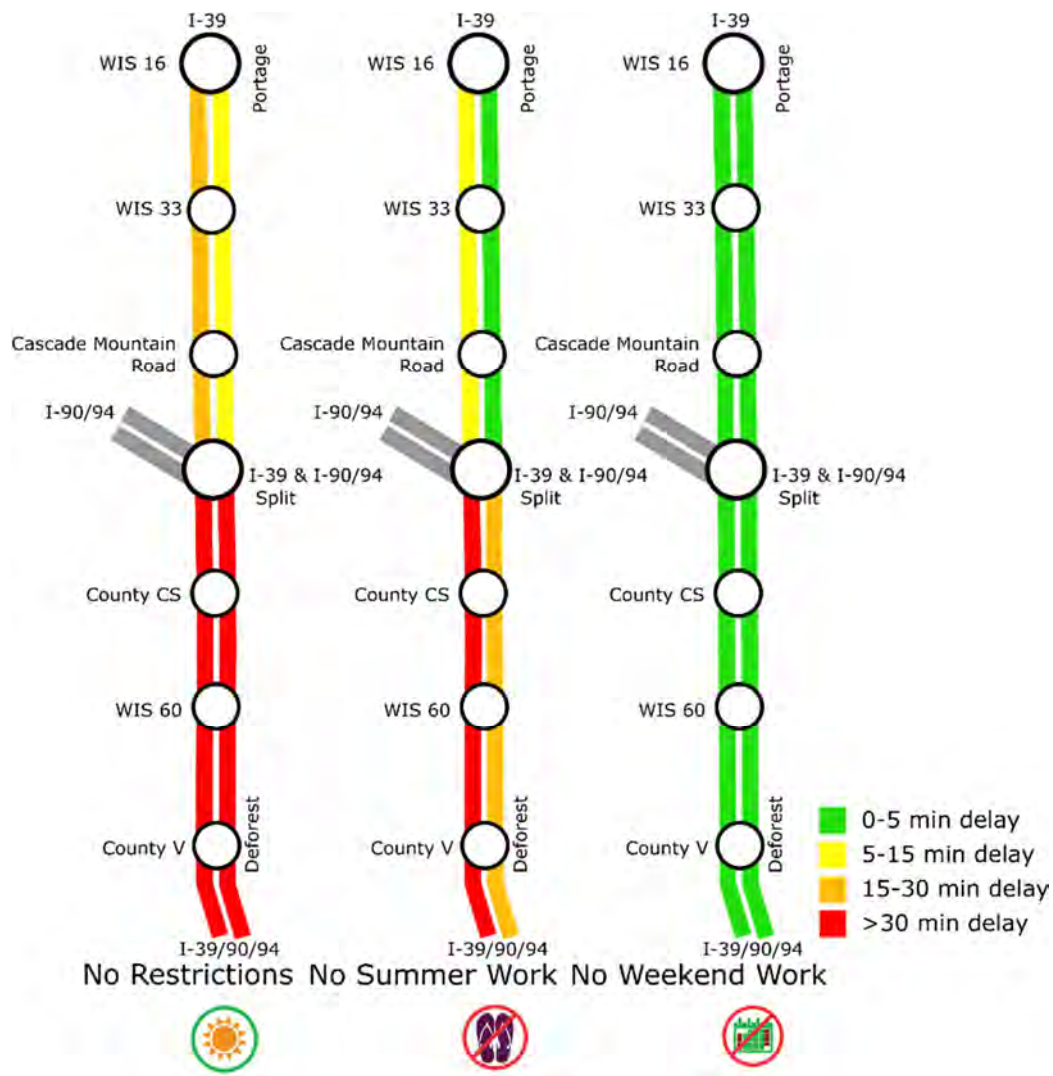 I-39
WIS 16
Portage
WIS 33
Cascade Mountain
Road
I-90/94
I-39 & I-90/94
Split
County CS
WIS 60
Deforest
County V
I-39/90/94
No Restrictions
I-39
WIS 16
Portage
WIS 33
Cascade Mountain
Road
I-90/94
I-39 & I-90/94
Split
County CS
WIS 60
Deforest
County V
I-39/90/94
No Summer Work
I-39
WIS 16
Portage
WIS 33
Cascade Mountain
Road
I-90/94
I-39 & I-90/94
Split
County CS
WIS 60
Deforest
County V
I-39/90/94
No Weekend Work
0-5 min delay
5-15 min delay
15-30 min delay
>30 min delay